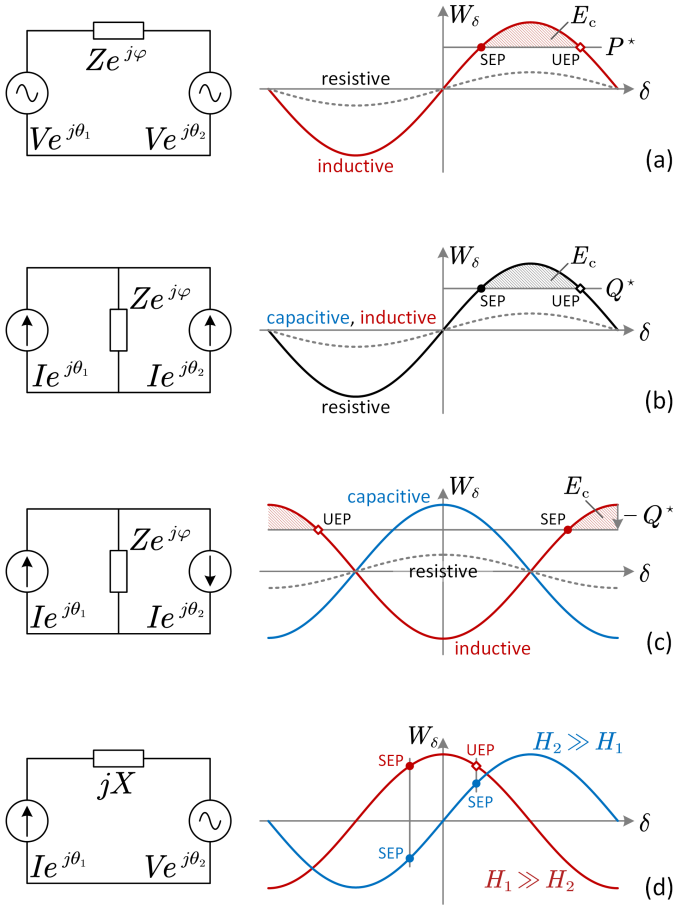 Ze^{jφ}
Ve^{jθ_1} Ve^{jθ_2}
W_δ
E_c
P*
SEP UEP
resistive
δ
inductive
(a)
Ze^{jφ}
Ie^{jθ_1} Ie^{jθ_2}
W_δ
E_c
Q*
SEP UEP
capacitive, inductive
δ
resistive
(b)
Ze^{jφ}
Ie^{jθ_1} Ie^{jθ_2}
capacitive
W_δ
E_c
UEP SEP
−Q*
resistive
δ
inductive
(c)
jX
Ie^{jθ_1} Ve^{jθ_2}
W_δ
H_2 ≫ H_1
SEP UEP
SEP
δ
SEP
H_1 ≫ H_2
(d)